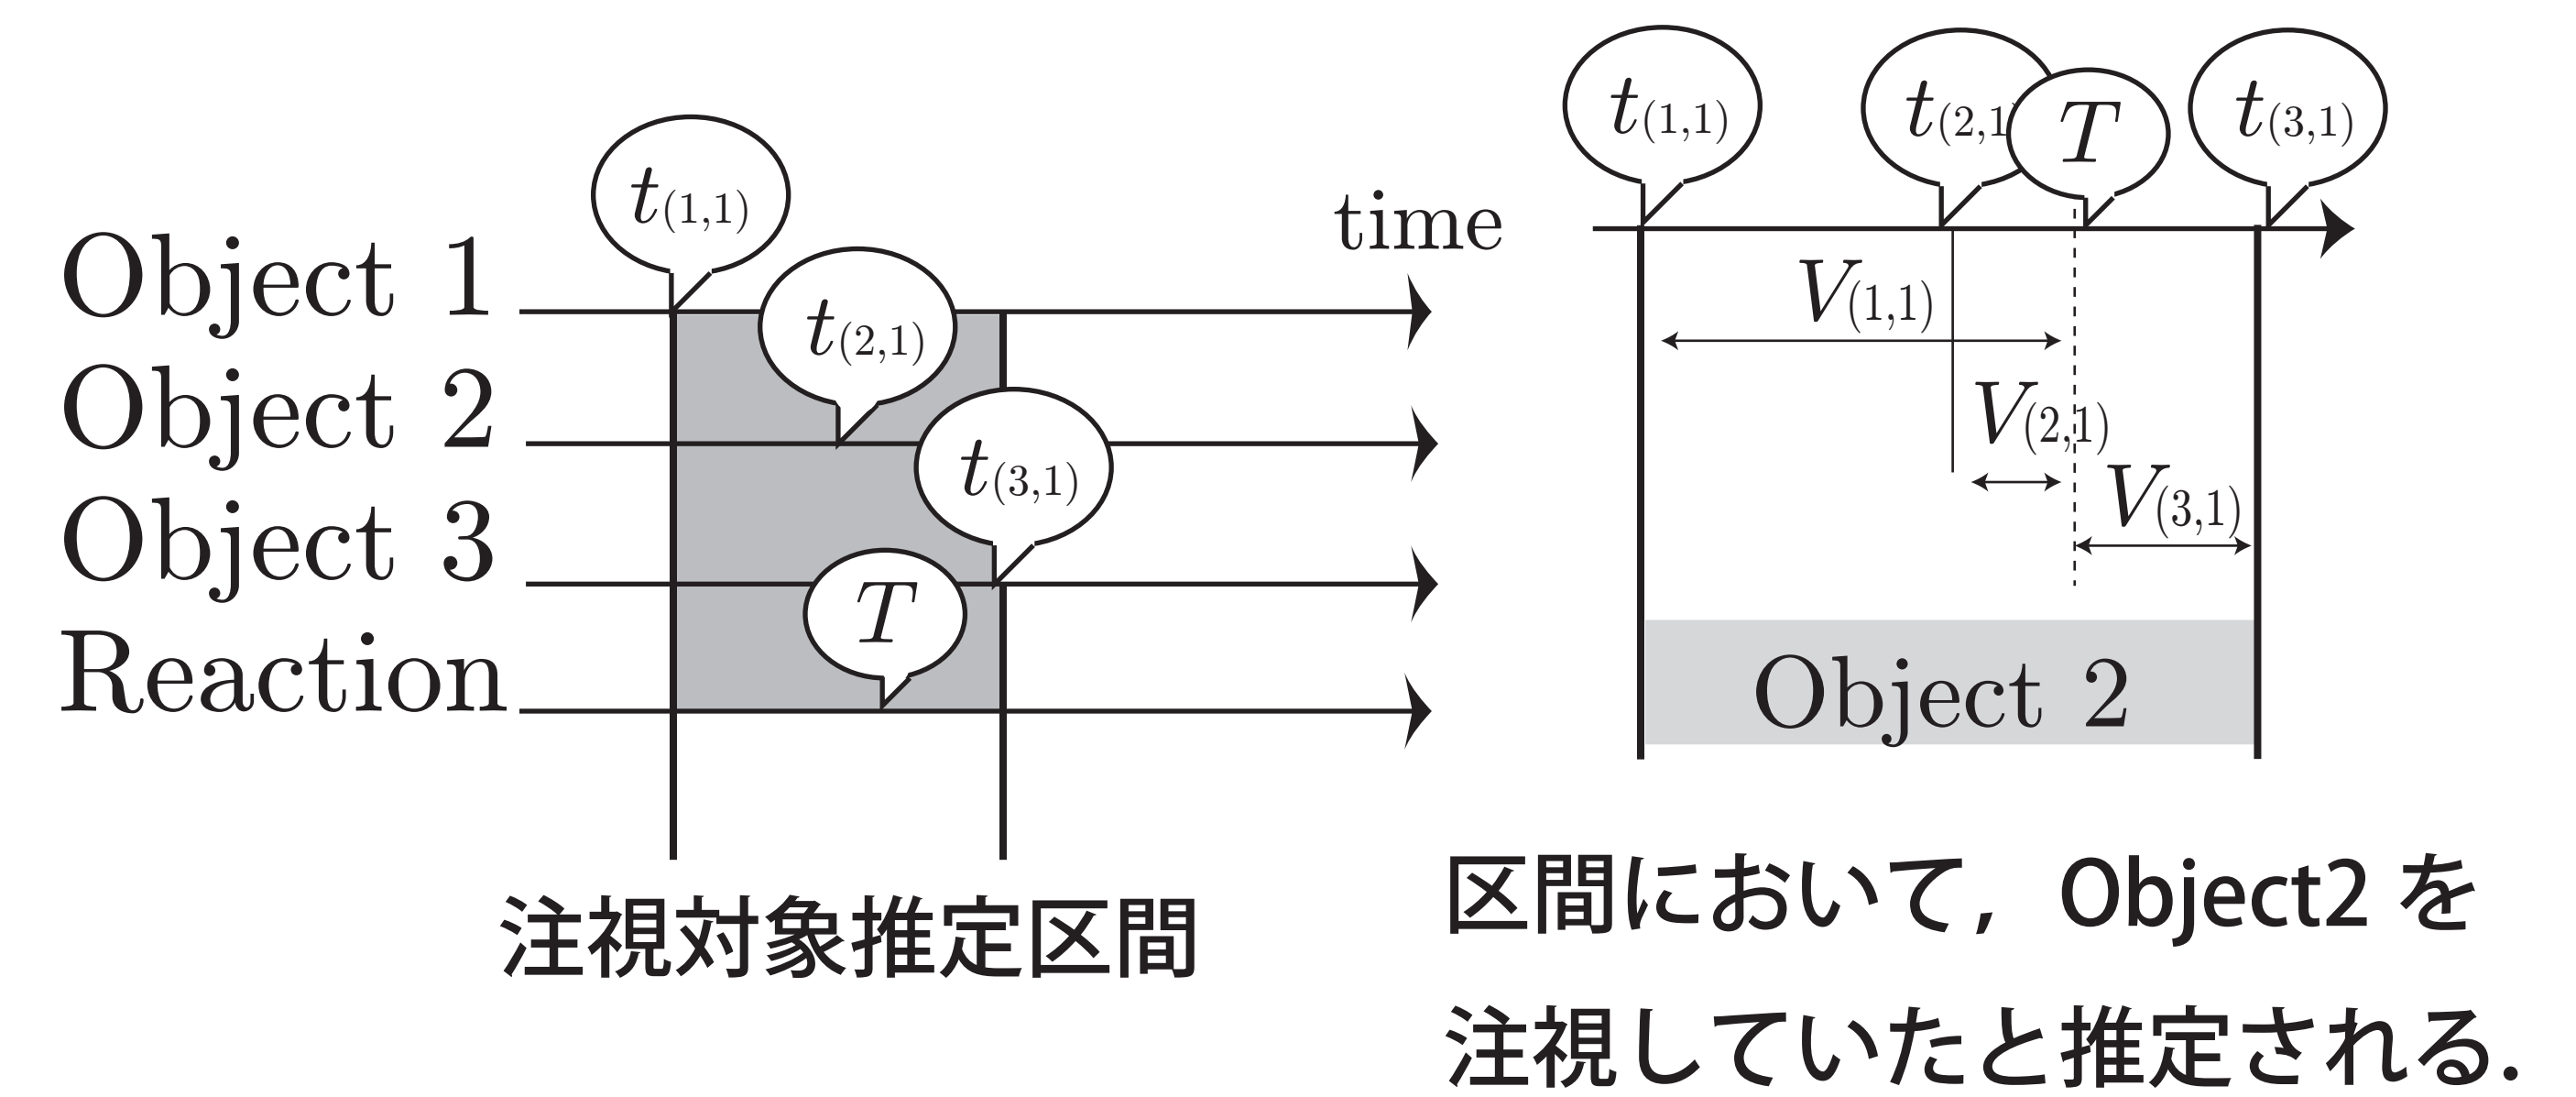 t(1,1)
time
Object 1
t(2,1)
Object 2
t(3,1)
Object 3
T
Reaction
注視対象推定区間
t(1,1)
t(2,1
T
t(3,1)
V(1,1)
V(2,1)
V(3,1)
Object 2
区間において，Object2 を
注視していたと推定される．